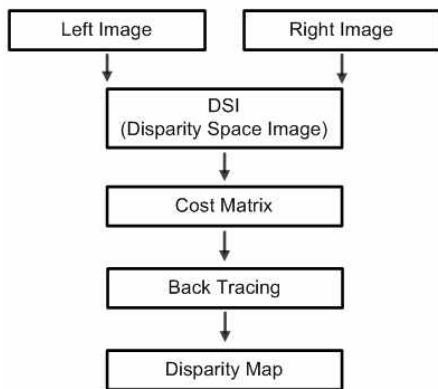 Left Image
Right Image
DSI
(Disparity Space Image)
Cost Matrix
Back Tracing
Disparity Map